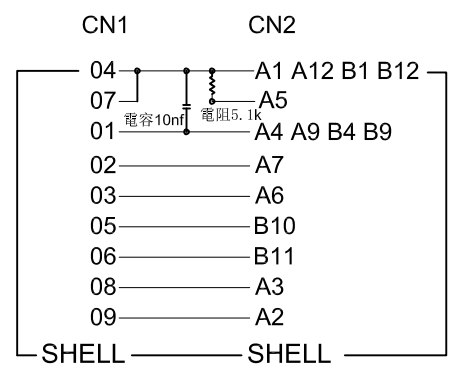 CN1 CN2
04 A1 A12 B1 B12
07 A5
電容10nf 電阻5.1k
01 A4 A9 B4 B9
02 A7
03 A6
05 B10
06 B11
08 A3
09 A2
SHELL SHELL